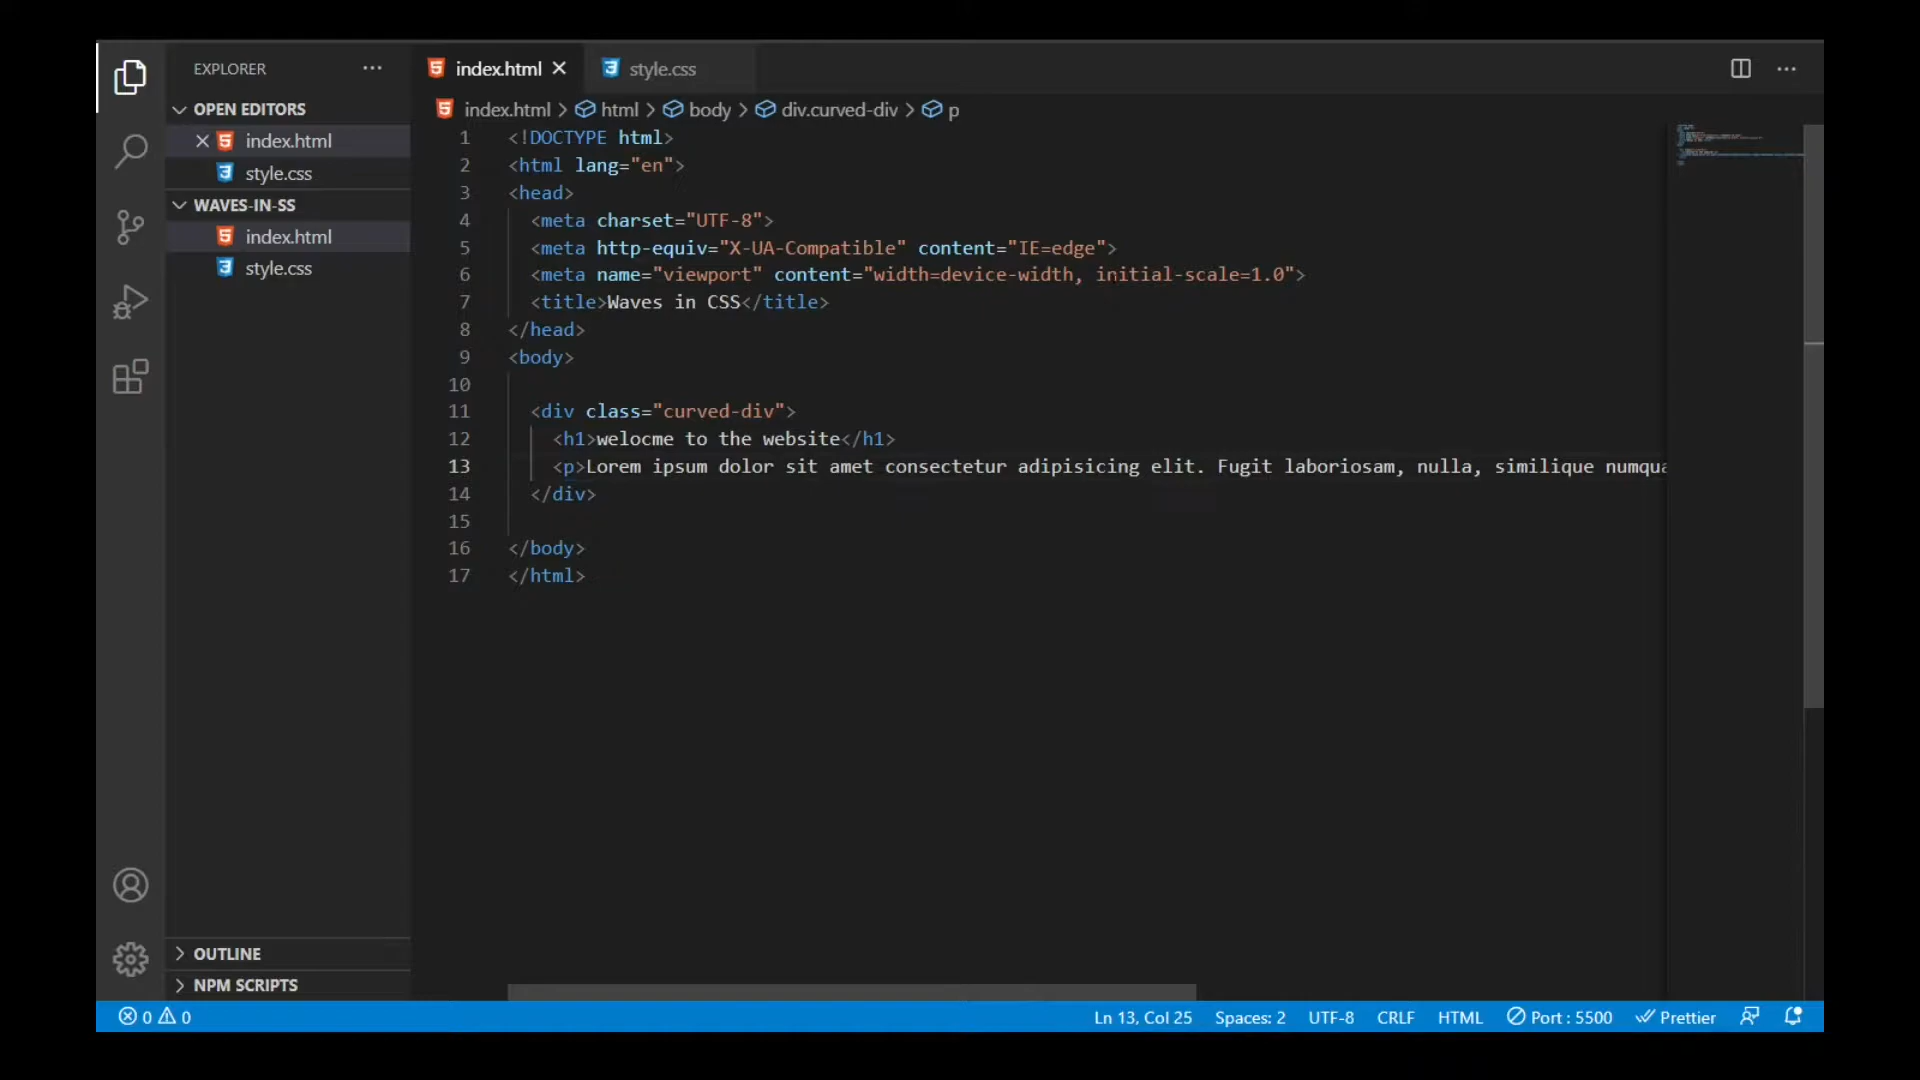 EXPLORER
OPEN EDITORS
index.html
style.css
WAVES-IN-SS
index.html
style.css
OUTLINE
NPM SCRIPTS
index.html
style.css
index.html > html > body > div.curved-div > p
1 <!DOCTYPE html>
2 <html lang="en">
3 <head>
4 <meta charset="UTF-8">
5 <meta http-equiv="X-UA-Compatible" content="IE=edge">
6 <meta name="viewport" content="width=device-width, initial-scale=1.0">
7 <title>Waves in CSS</title>
8 </head>
9 <body>
10
11 <div class="curved-div">
12 <h1>welocme to the website</h1>
13 <p>Lorem ipsum dolor sit amet consectetur adipisicing elit. Fugit laboriosam, nulla, similique numqua
14 </div>
15
16 </body>
17 </html>
0 0 Ln 13, Col 25 Spaces: 2 UTF-8 CRLF HTML Port : 5500 Prettier